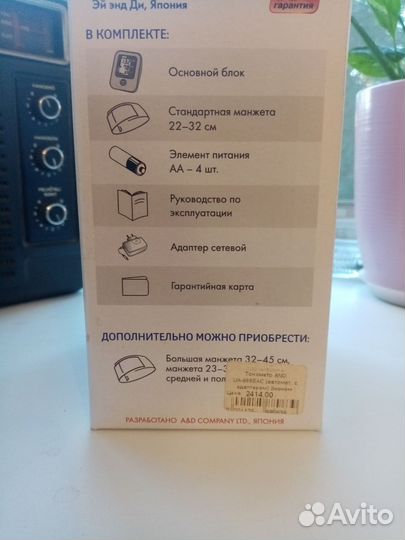 Эй энд Ди, Япония
гарантия
В КОМПЛЕКТЕ:
Основной блок
Стандартная манжета
22–32 см
Элемент питания
АА – 4 шт.
Руководство по
эксплуатации
Адаптер сетевой
Гарантийная карта
ДОПОЛНИТЕЛЬНО МОЖНО ПРИОБРЕСТИ:
Большая манжета 32–45 см,
манжета 23–3
средней и пол
Тонометр AND
UA-888EAC (автомат. с
адаптером)
Цена: 2414.00
РАЗРАБОТАНО A&D COMPANY LTD., ЯПОНИЯ
Avito